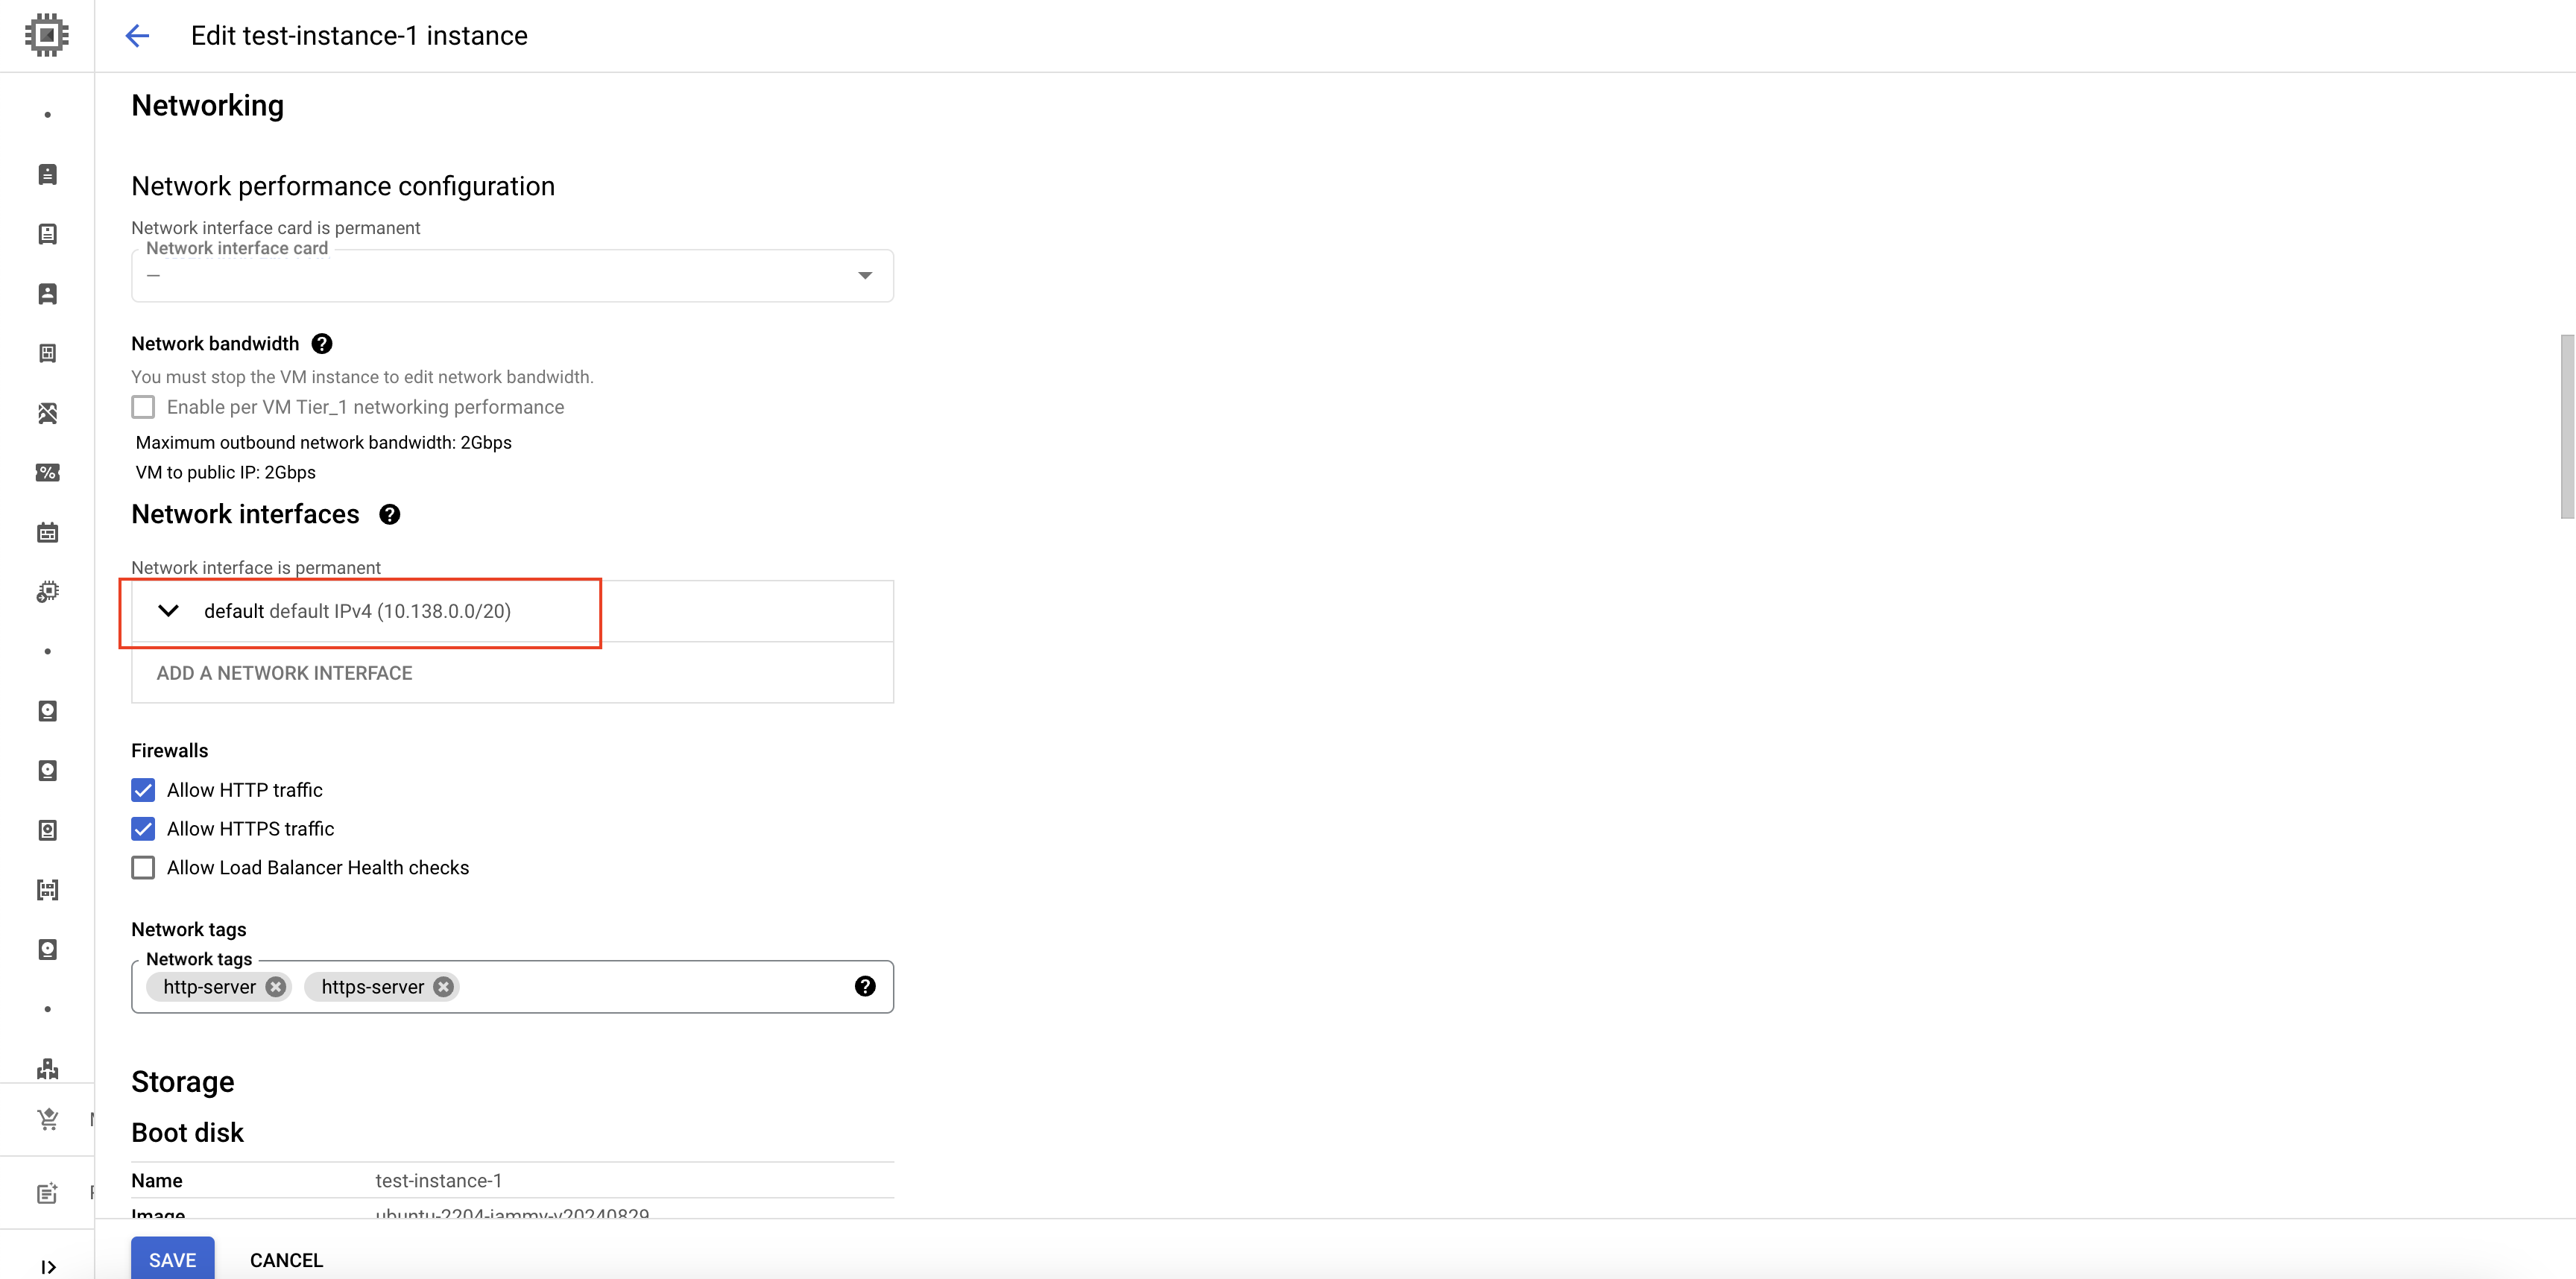 Edit test-instance-1 instance
Networking
Network performance configuration
Network interface card is permanent
Network interface card
—
Network bandwidth
You must stop the VM instance to edit network bandwidth.
Enable per VM Tier_1 networking performance
Maximum outbound network bandwidth: 2Gbps
VM to public IP: 2Gbps
Network interfaces
Network interface is permanent
default default IPv4 (10.138.0.0/20)
ADD A NETWORK INTERFACE
Firewalls
Allow HTTP traffic
Allow HTTPS traffic
Allow Load Balancer Health checks
Network tags
Network tags
http-server https-server
Storage
Boot disk
Name test-instance-1
Image ubuntu-2204-jammy-v20240829
SAVE CANCEL